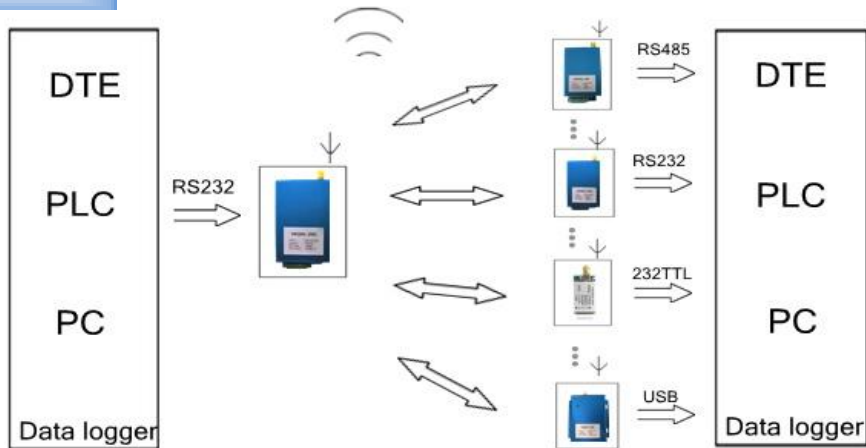 DTE
PLC
PC
Data logger
RS232
RS485
RS232
232TTL
USB
DTE
PLC
PC
Data logger